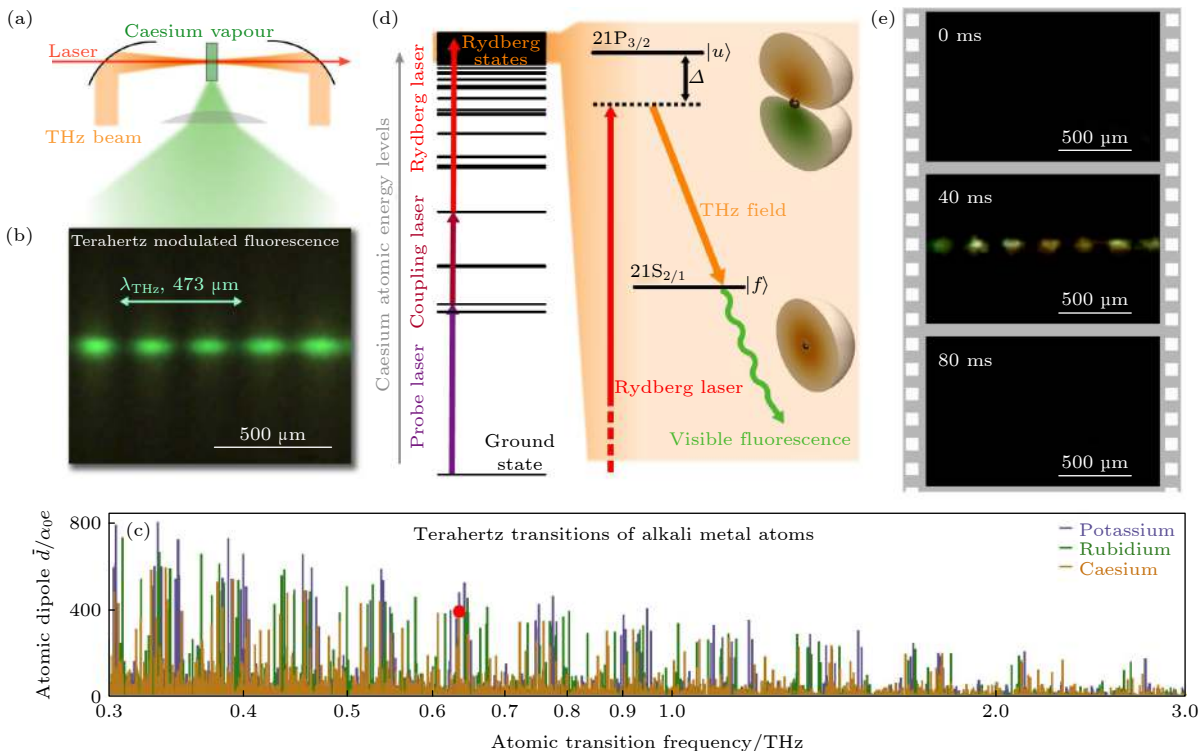 (a)
Caesium vapour
Laser
THz beam
(b)
Terahertz modulated fluorescence
λTHz, 473 μm
500 μm
(d)
Caesium atomic energy levels
Probe laser
Coupling laser
Rydberg laser
Rydberg
states
Ground
state
21P3/2
|u⟩
Δ
THz field
21S2/1
|f⟩
Rydberg laser
Visible fluorescence
(e)
0 ms
500 μm
40 ms
500 μm
80 ms
500 μm
(c)
Terahertz transitions of alkali metal atoms
Potassium
Rubidium
Caesium
Atomic dipole d̄/α0e
800
400
0
0.3 0.4 0.5 0.6 0.7 0.8 0.9 1.0 2.0 3.0
Atomic transition frequency/THz